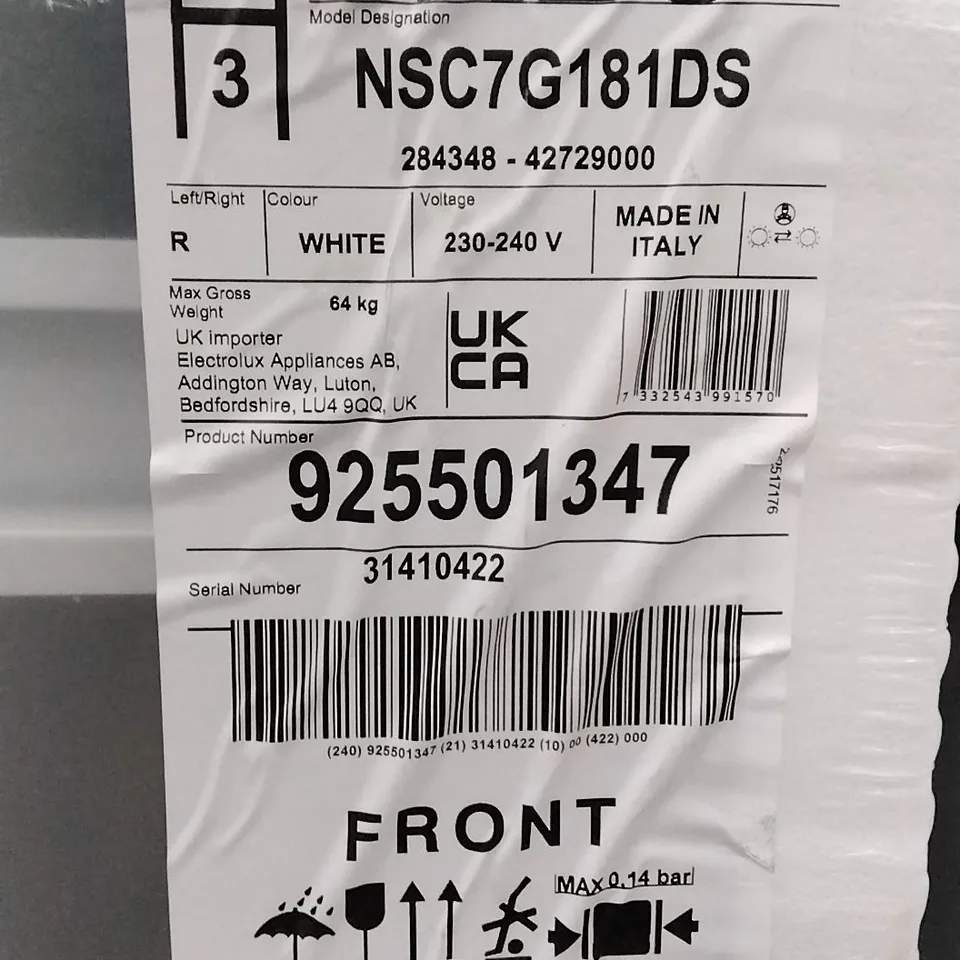 Model Designation
3
NSC7G181DS
284348 - 42729000
Left/Right
Colour
Voltage
R
WHITE
230-240 V
MADE IN
ITALY
Max Gross
Weight
64 kg
UK importer
Electrolux Appliances AB,
Addington Way, Luton,
Bedfordshire, LU4 9QQ, UK
UK
CA
7 332543 991570
Product Number
925501347
31410422
Serial Number
(240) 925501347 (21) 31410422 (10) 00 (422) 000
FRONT
MAX 0,14 bar